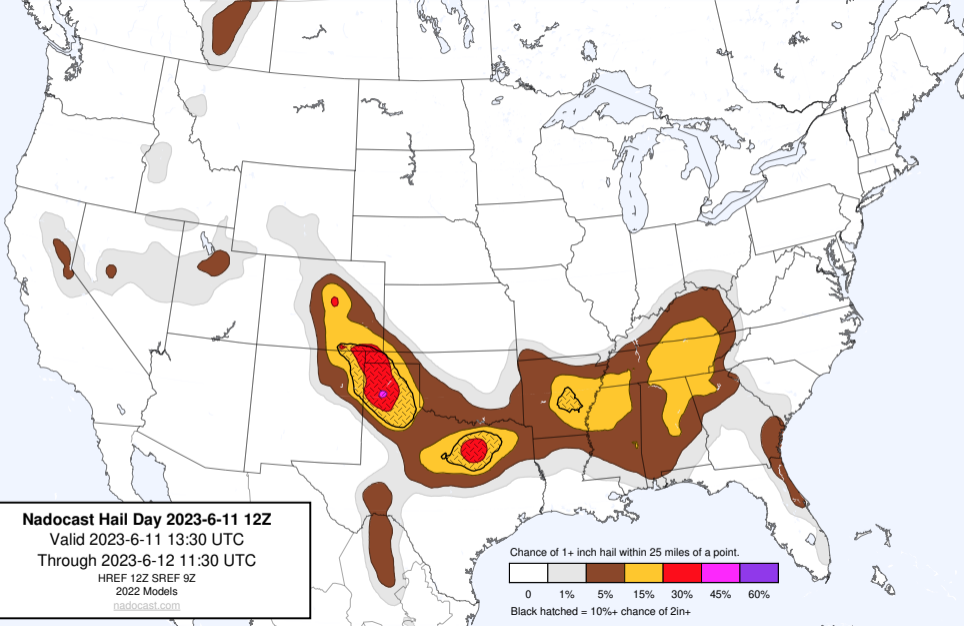 Nadocast Hail Day 2023-6-11 12Z
Valid 2023-6-11 13:30 UTC
Through 2023-6-12 11:30 UTC
HREF 12Z SREF 9Z
2022 Models
nadocast.com
Chance of 1+ inch hail within 25 miles of a point.
0 1% 5% 15% 30% 45% 60%
Black hatched = 10%+ chance of 2in+